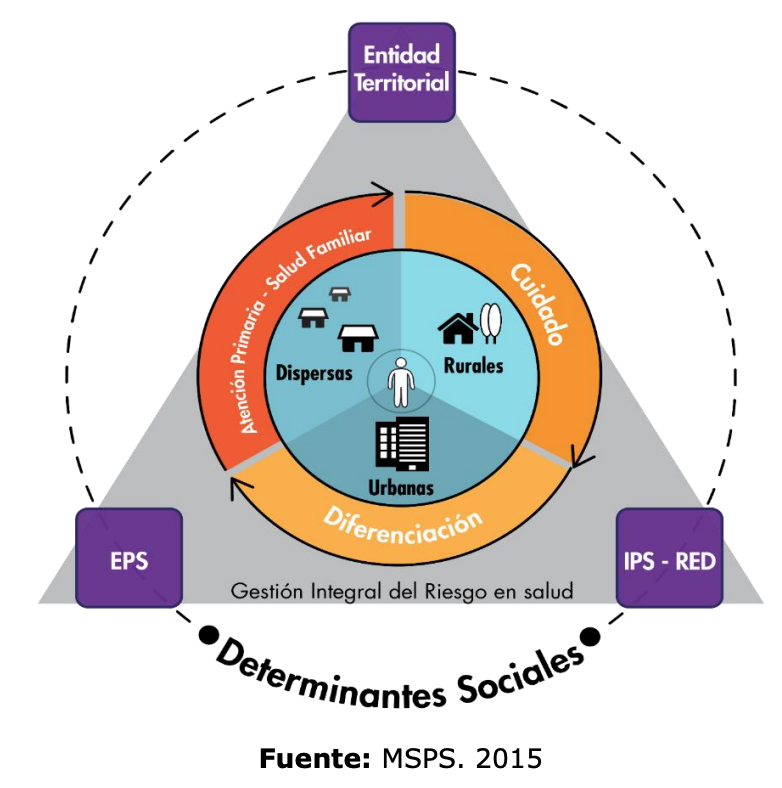 Entidad
Territorial
Atención Primaria - Salud Familiar
Cuidado
Dispersas
Rurales
Urbanas
Diferenciación
EPS
IPS - RED
Gestión Integral del Riesgo en salud
Determinantes Sociales
Fuente: MSPS. 2015